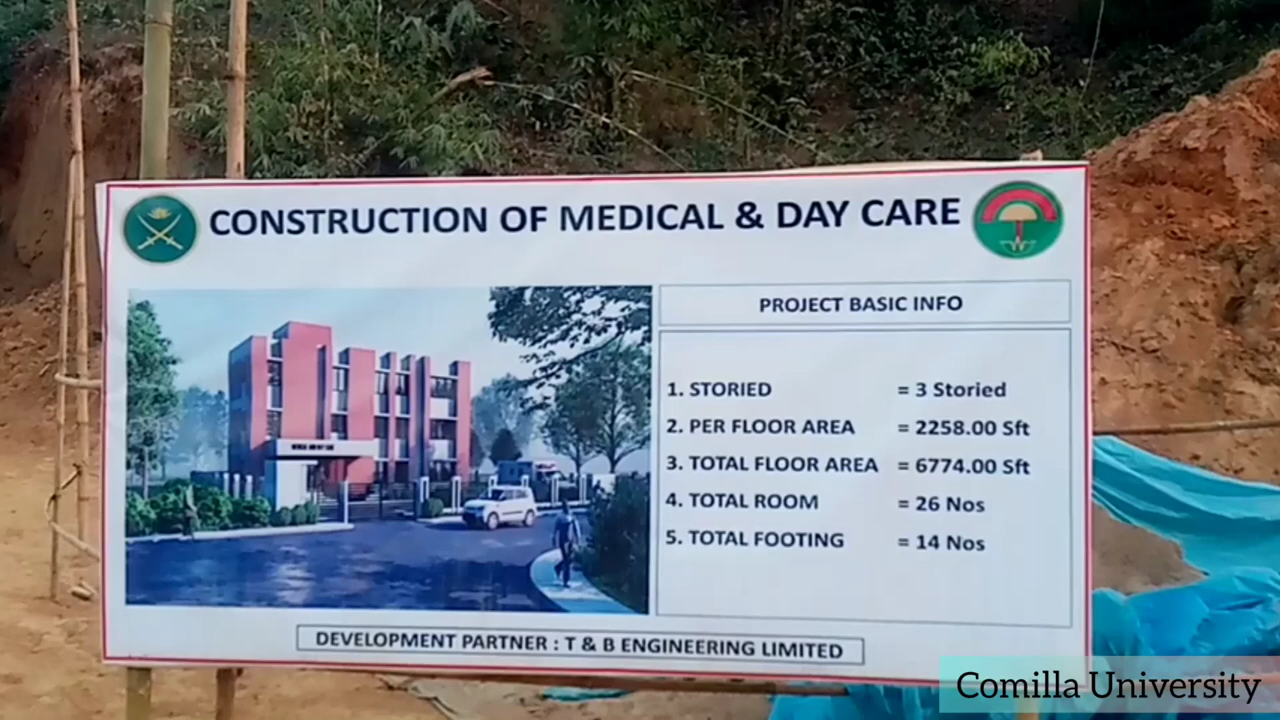 CONSTRUCTION OF MEDICAL & DAY CARE
PROJECT BASIC INFO
1. STORIED = 3 Storied
2. PER FLOOR AREA = 2258.00 Sft
3. TOTAL FLOOR AREA = 6774.00 Sft
4. TOTAL ROOM = 26 Nos
5. TOTAL FOOTING = 14 Nos
DEVELOPMENT PARTNER : T & B ENGINEERING LIMITED
Comilla University